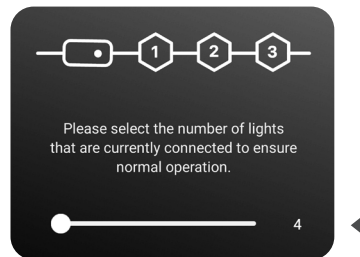 1 2 3
Please select the number of lights
that are currently connected to ensure
normal operation.
4